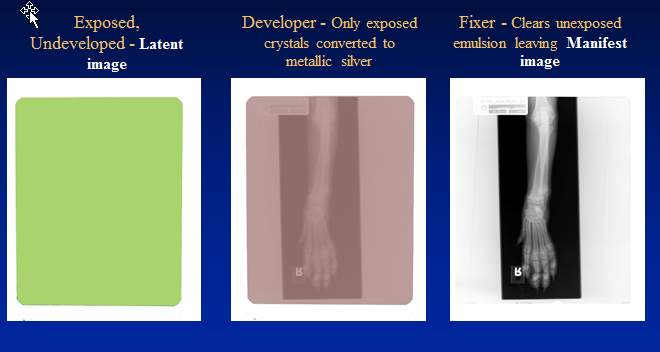 Exposed,
Undeveloped - Latent
image
Developer - Only exposed
crystals converted to
metallic silver
Fixer - Clears unexposed
emulsion leaving Manifest
image
R
R